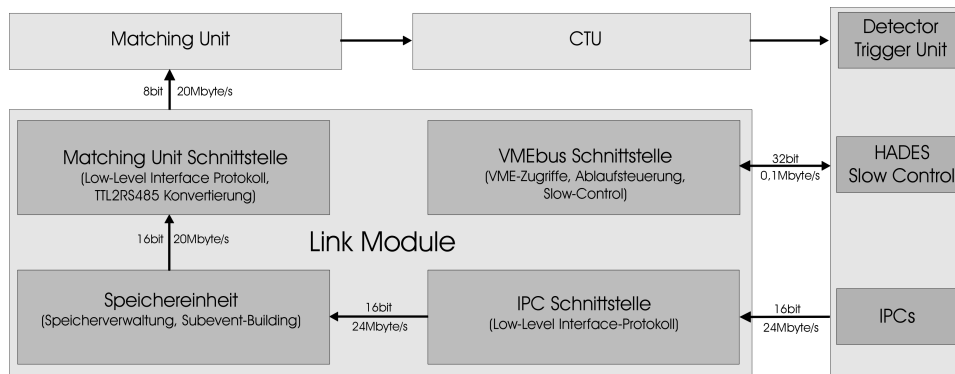 Matching Unit
CTU
Detector
Trigger Unit
8bit 20Mbyte/s
Matching Unit Schnittstelle
(Low-Level Interface Protokoll,
TTL2RS485 Konvertierung)
VMEbus Schnittstelle
(VME-Zugriffe, Ablaufsteuerung,
Slow-Control)
32bit
0,1Mbyte/s
HADES
Slow Control
16bit 20Mbyte/s
Link Module
Speichereinheit
(Speicherverwaltung, Subevent-Building)
16bit
24Mbyte/s
IPC Schnittstelle
(Low-Level Interface-Protokoll)
16bit
24Mbyte/s
IPCs